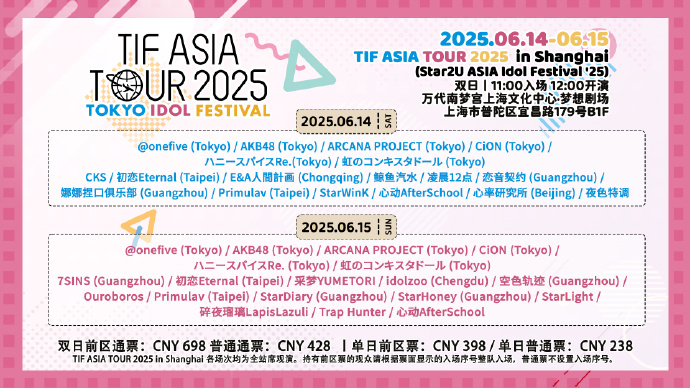 TIF ASIA
TOUR 2025
TOKYO IDOL FESTIVAL
2025.06.14-06.15
TIF ASIA TOUR 2025 in Shanghai
(Star2U ASIA Idol Festival '25)
双日|11:00入场 12:00开演
万代南梦宫上海文化中心·梦想剧场
上海市普陀区宜昌路179号B1F
2025.06.14 SAT
@onefive (Tokyo) / AKB48 (Tokyo) / ARCANA PROJECT (Tokyo) / CiON (Tokyo) /
ハニースパイスRe.(Tokyo) / 虹のコンキスタドール (Tokyo)
CKS / 初恋Eternal (Taipei) / E&A人間計画 (Chongqing) / 鲸鱼汽水 / 凌晨12点 / 恋音契约 (Guangzhou) /
娜娜捏口俱乐部 (Guangzhou) / Primulav (Taipei) / StarWinK / 心动AfterSchool / 心率研究所 (Beijing) / 夜色特调
2025.06.15 SUN
@onefive (Tokyo) / AKB48 (Tokyo) / ARCANA PROJECT (Tokyo) / CiON (Tokyo) /
ハニースパイスRe. (Tokyo) / 虹のコンキスタドール (Tokyo)
7SINS (Guangzhou) / 初恋Eternal (Taipei) / 采梦YUMETORI / idolzoo (Chengdu) / 空色轨迹 (Guangzhou) /
Ouroboros / Primulav (Taipei) / StarDiary (Guangzhou) / StarHoney (Guangzhou) / StarLight /
碎夜瑠璃LapisLazuli / Trap Hunter / 心动AfterSchool
双日前区通票：CNY 698 普通通票：CNY 428 | 单日前区票：CNY 398 / 单日普通票：CNY 238
TIF ASIA TOUR 2025 in Shanghai 各场次均为全站席观演。持有前区票的观众请根据票面显示的入场序号整队入场，普通票不设置入场序号。